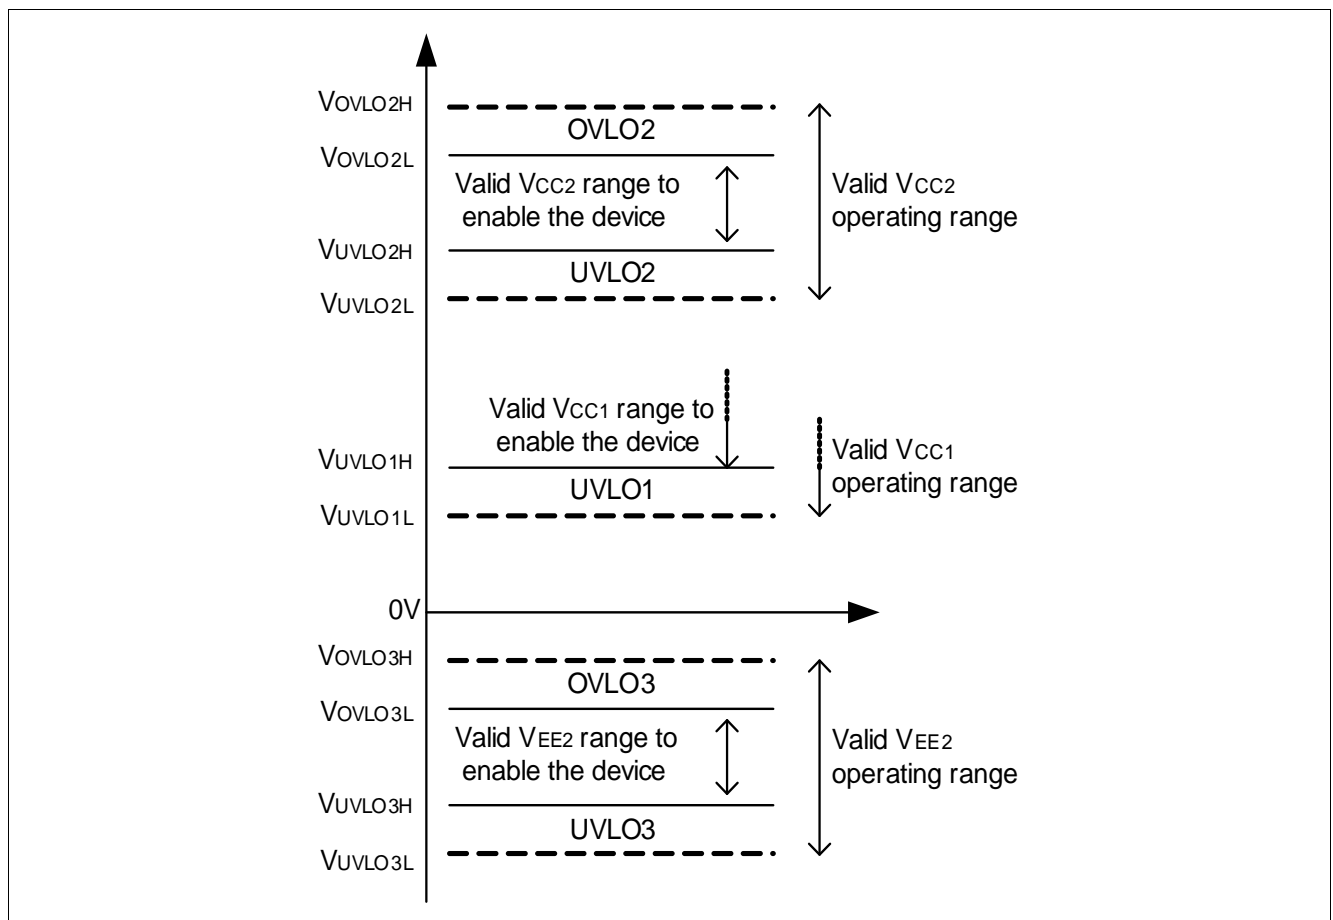 VOVLO2H
OVLO2
VOVLO2L
Valid VCC2 range to
enable the device
Valid VCC2
operating range
VUVLO2H
UVLO2
VUVLO2L
Valid VCC1 range to
enable the device
VUVLO1H
Valid VCC1
operating range
UVLO1
VUVLO1L
0V
VOVLO3H
OVLO3
VOVLO3L
Valid VEE2 range to
enable the device
Valid VEE2
operating range
VUVLO3H
UVLO3
VUVLO3L